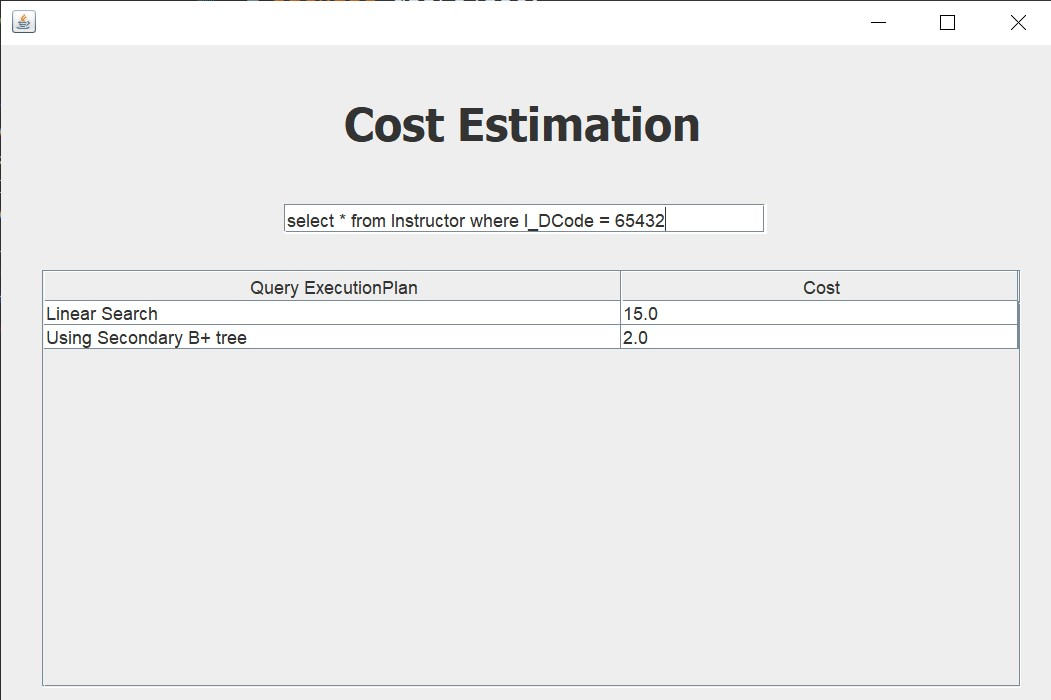 Cost Estimation
select * from Instructor where I_DCode = 65432
Query ExecutionPlan Cost
Linear Search 15.0
Using Secondary B+ tree 2.0